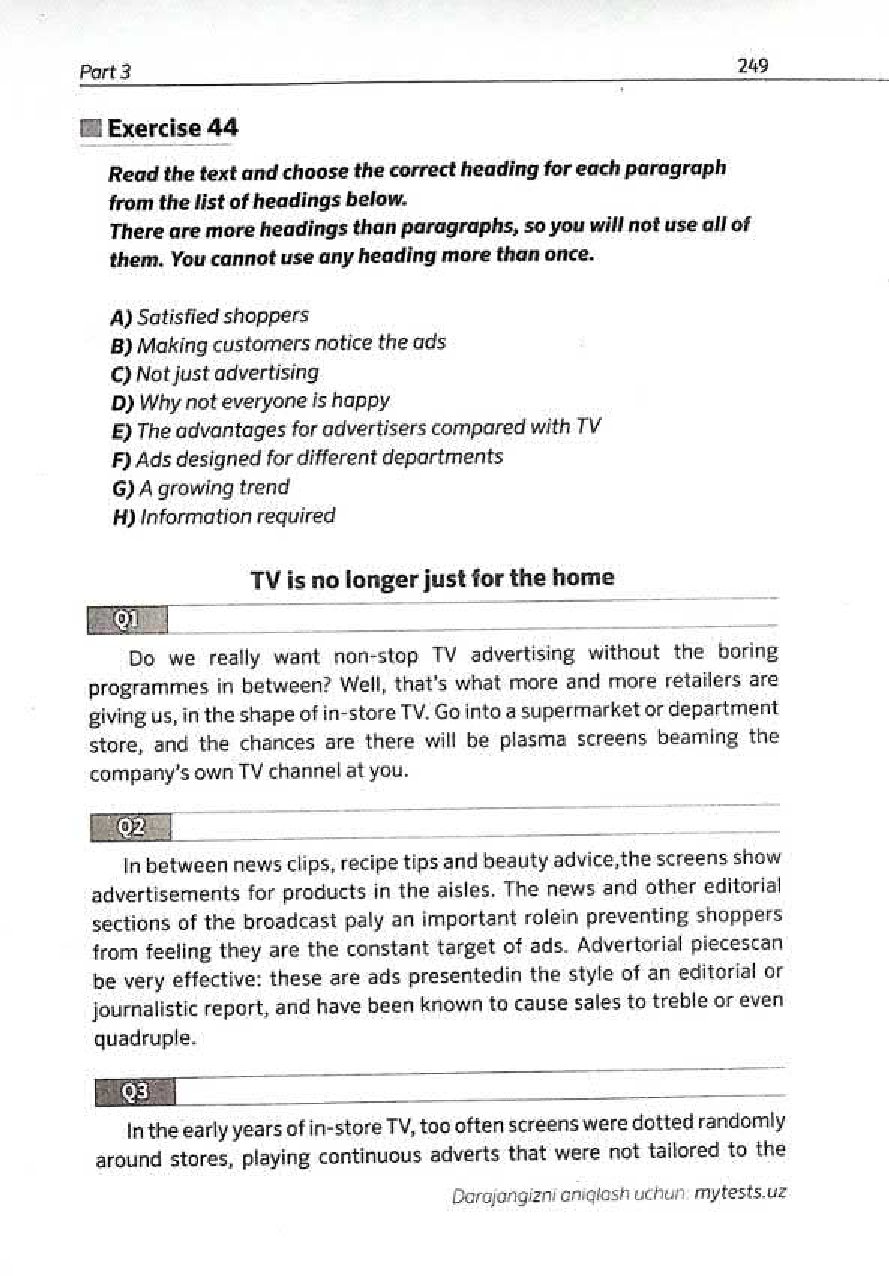 Part 3
249
Exercise 44
Read the text and choose the correct heading for each paragraph
from the list of headings below.
There are more headings than paragraphs, so you will not use all of
them. You cannot use any heading more than once.
A) Satisfied shoppers
B) Making customers notice the ads
C) Not just advertising
D) Why not everyone is happy
E) The advantages for advertisers compared with TV
F) Ads designed for different departments
G) A growing trend
H) Information required
TV is no longer just for the home
Q1
Do we really want non-stop TV advertising without the boring
programmes in between? Well, that's what more and more retailers are
giving us, in the shape of in-store TV. Go into a supermarket or department
store, and the chances are there will be plasma screens beaming the
company's own TV channel at you.
Q2
In between news clips, recipe tips and beauty advice,the screens show
advertisements for products in the aisles. The news and other editorial
sections of the broadcast paly an important rolein preventing shoppers
from feeling they are the constant target of ads. Advertorial piecescan
be very effective: these are ads presentedin the style of an editorial or
journalistic report, and have been known to cause sales to treble or even
quadruple.
Q3
In the early years of in-store TV, too often screens were dotted randomly
around stores, playing continuous adverts that were not tailored to the
Darajangizni aniqlash uchun: mytests.uz